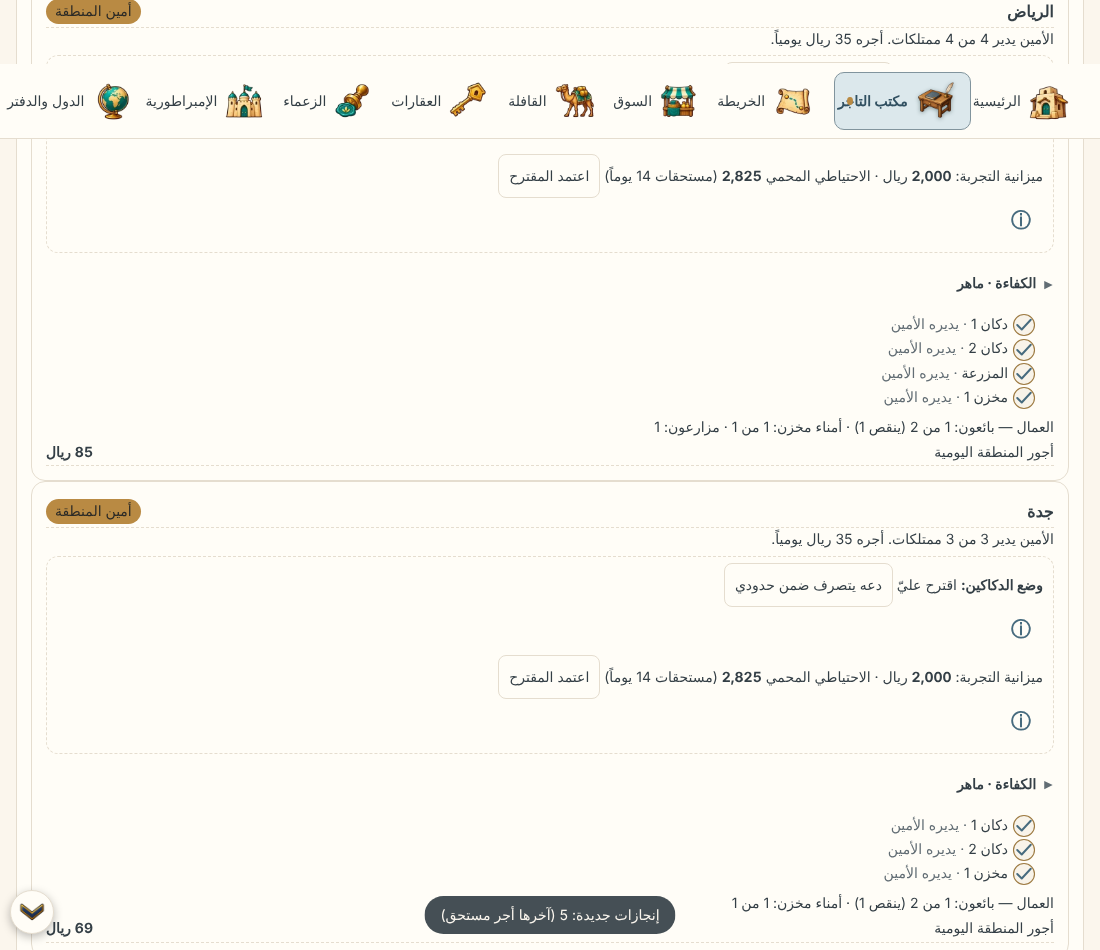 الرياض
أمين المنطقة
الأمين يدير 4 من 4 ممتلكات. أجره 35 ريال يومياً.
الرئيسية
مكتب التاجر
الخريطة
السوق
القافلة
العقارات
الزعماء
الإمبراطورية
الدول والدفتر
ميزانية التجربة: 2,000 ريال · الاحتياطي المحمي 2,825 (مستحقات 14 يوماً) اعتمد المقترح
الكفاءة · ماهر
دكان 1 · يديره الأمين
دكان 2 · يديره الأمين
المزرعة · يديره الأمين
مخزن 1 · يديره الأمين
العمال — بائعون: 1 من 2 (ينقص 1) · أمناء مخزن: 1 من 1 · مزارعون: 1
أجور المنطقة اليومية
85 ريال
جدة
أمين المنطقة
الأمين يدير 3 من 3 ممتلكات. أجره 35 ريال يومياً.
وضع الدكاكين: اقترح عليّ دعه يتصرف ضمن حدودي
ميزانية التجربة: 2,000 ريال · الاحتياطي المحمي 2,825 (مستحقات 14 يوماً) اعتمد المقترح
الكفاءة · ماهر
دكان 1 · يديره الأمين
دكان 2 · يديره الأمين
مخزن 1 · يديره الأمين
العمال — بائعون: 1 من 2 (ينقص 1) · أمناء مخزن: 1 من 1
إنجازات جديدة: 5 (آخرها أجر مستحق)
أجور المنطقة اليومية
69 ريال